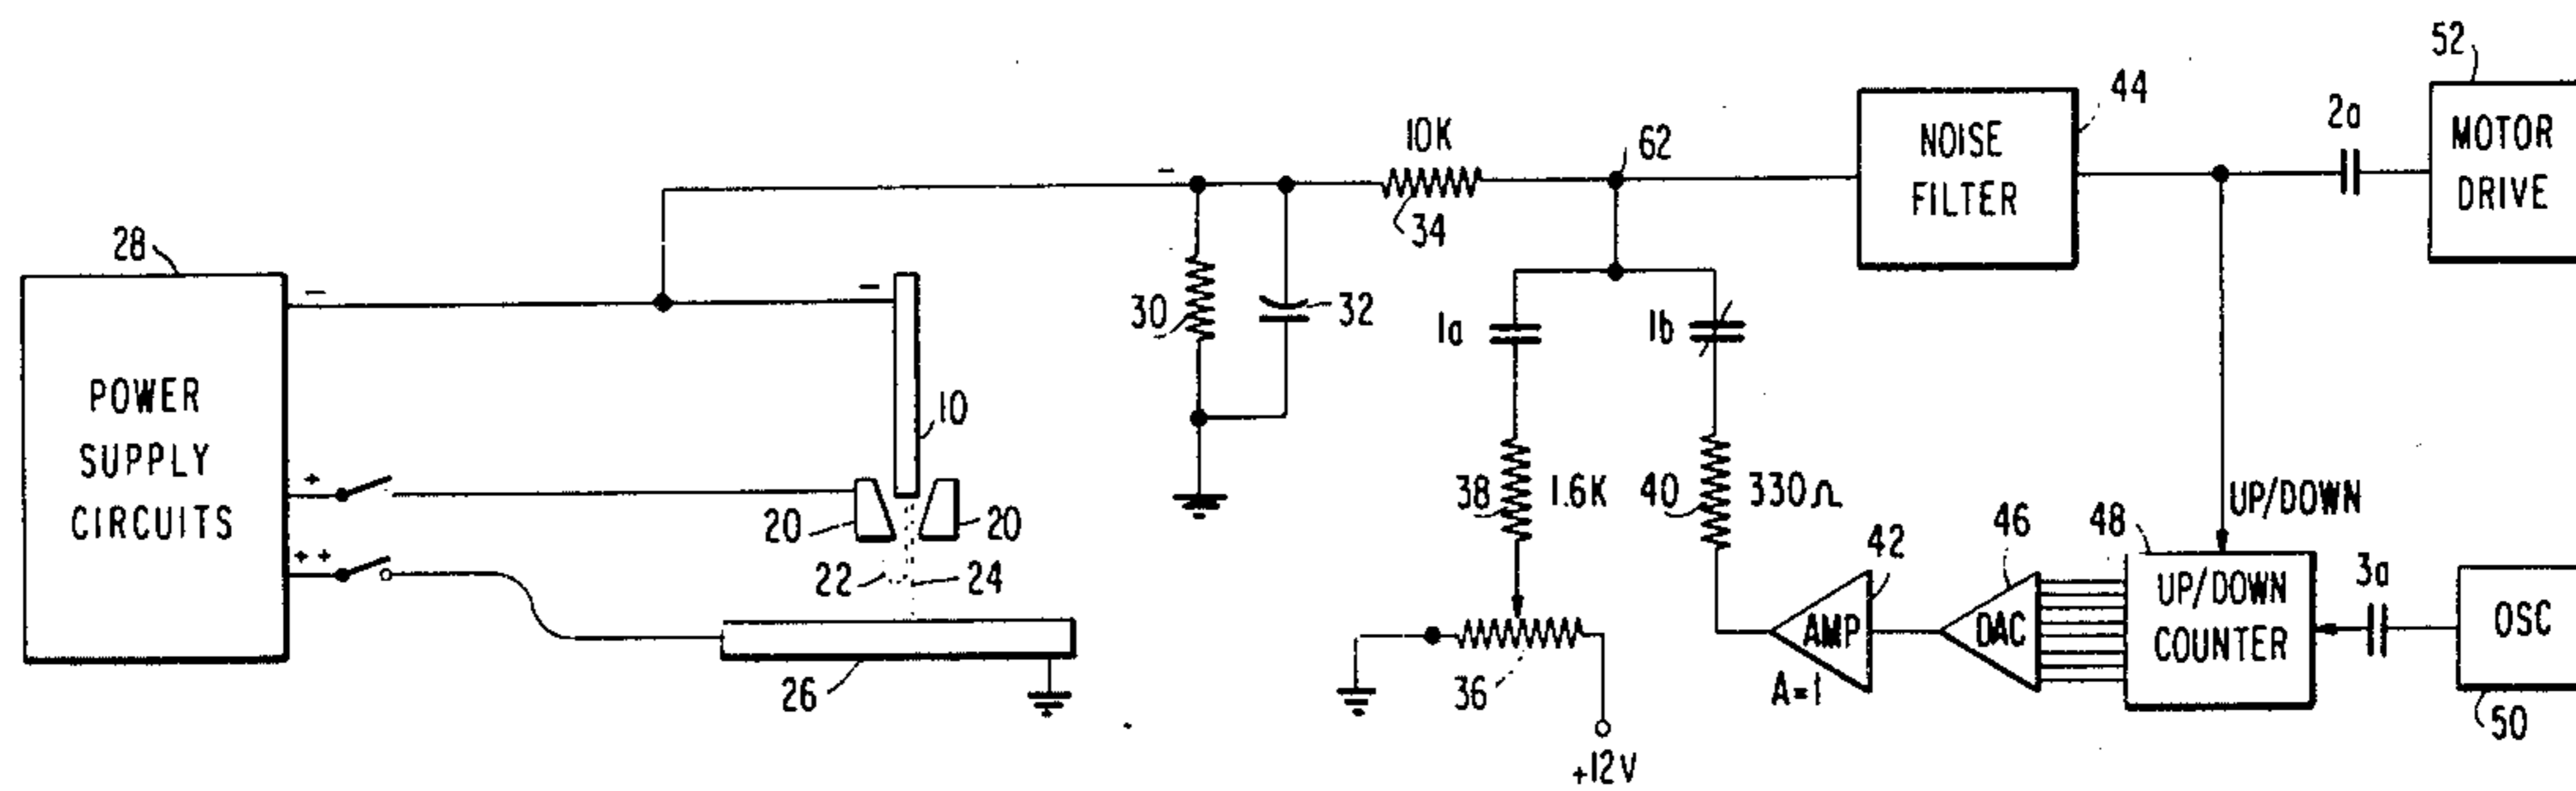 52
44
2a
MOTOR
DRIVE
10K
62
NOISE
FILTER
34
-
28
-
-
30
32
1a
1b
10
POWER
SUPPLY
CIRCUITS
+
++
20
20
22
24
26
38
1.6K
40
330Ω
42
46
48
UP/DOWN
AMP
A=1
DAC
UP/DOWN
COUNTER
3a
OSC
50
36
+12V